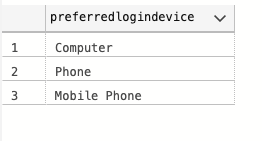 preferredlogindevice
1 Computer
2 Phone
3 Mobile Phone